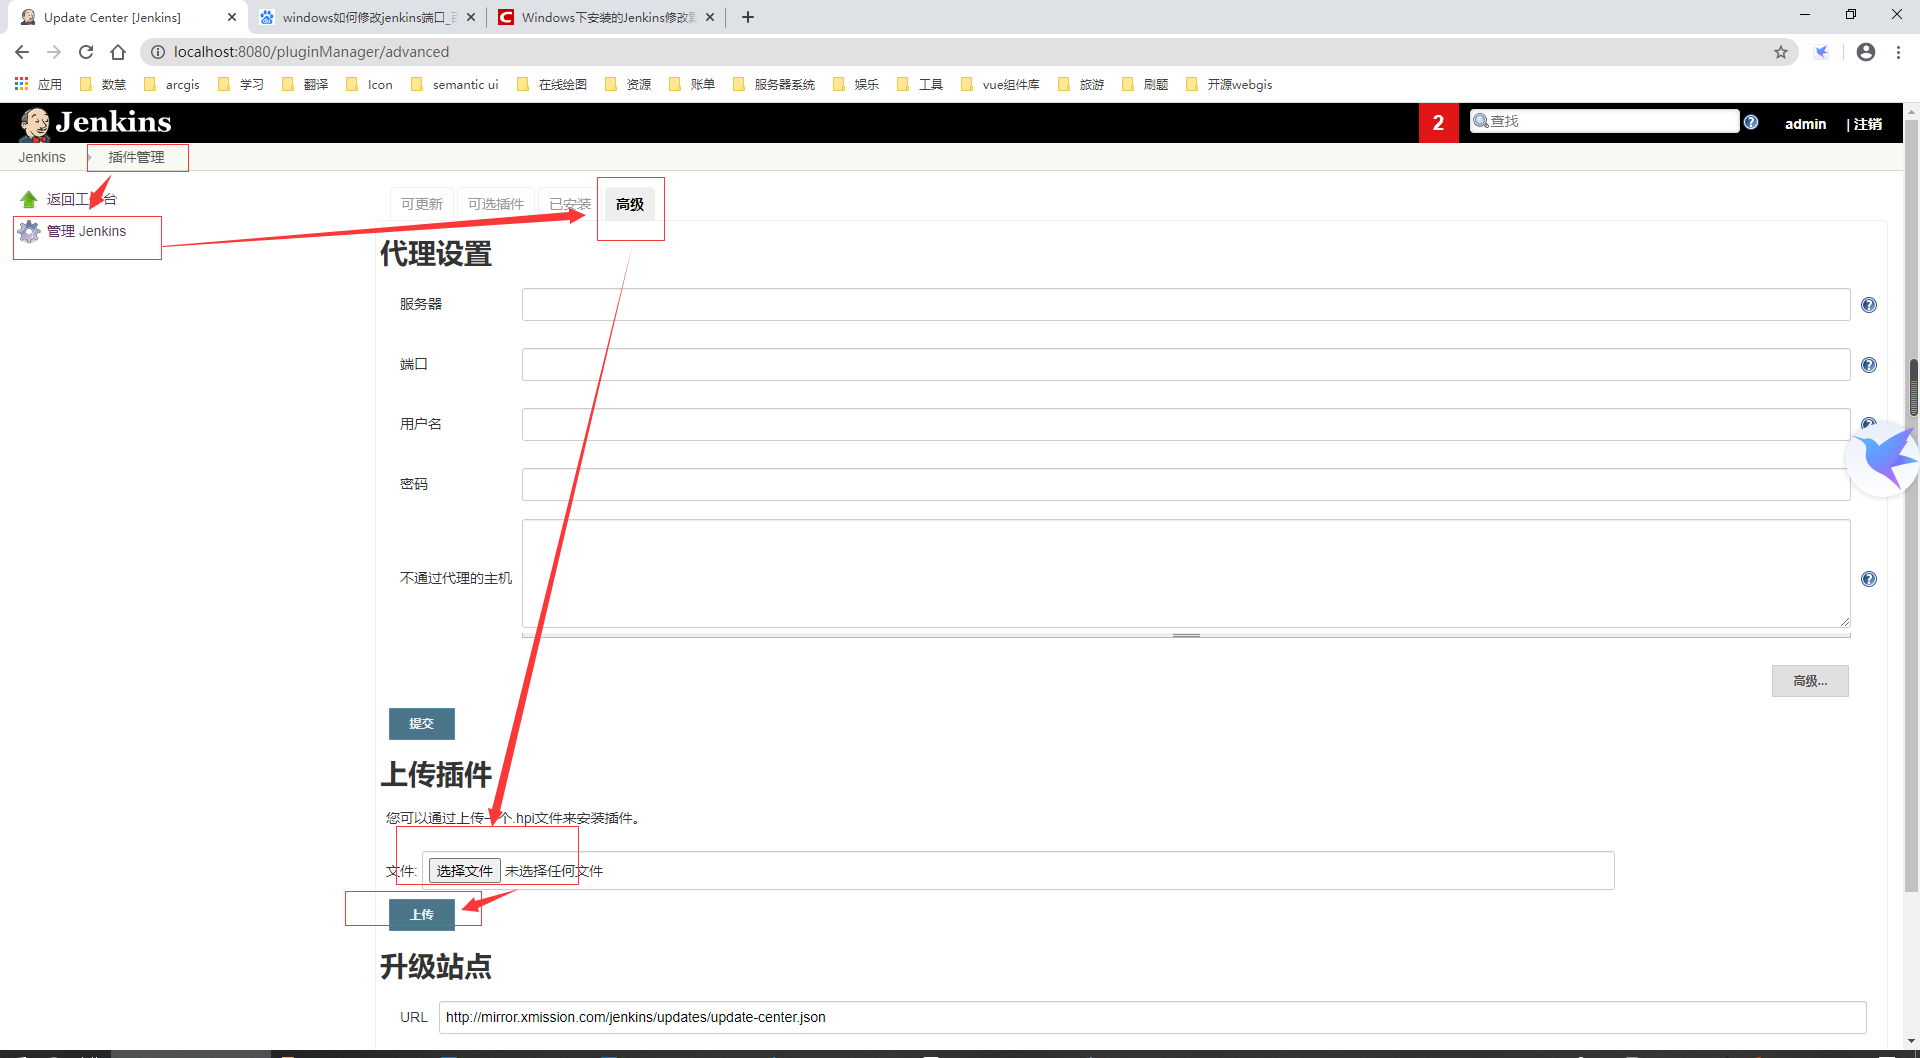 Update Center [Jenkins]
windows如何修改jenkins端口_
Windows下安装的Jenkins修改
localhost:8080/pluginManager/advanced
应用 数慧 arcgis 学习 翻译 Icon semantic ui 在线绘图 资源 账单 服务器系统 娱乐 工具 vue组件库 旅游 刷题 开源webgis
Jenkins
2
查找
admin
| 注销
Jenkins 插件管理
返回工 台
管理 Jenkins
可更新 可选插件 已安装 高级
代理设置
服务器
端口
用户名
密码
不通过代理的主机
高级...
提交
上传插件
您可以通过上传一个.hpi文件来安装插件。
文件: 选择文件 未选择任何文件
上传
升级站点
URL http://mirror.xmission.com/jenkins/updates/update-center.json